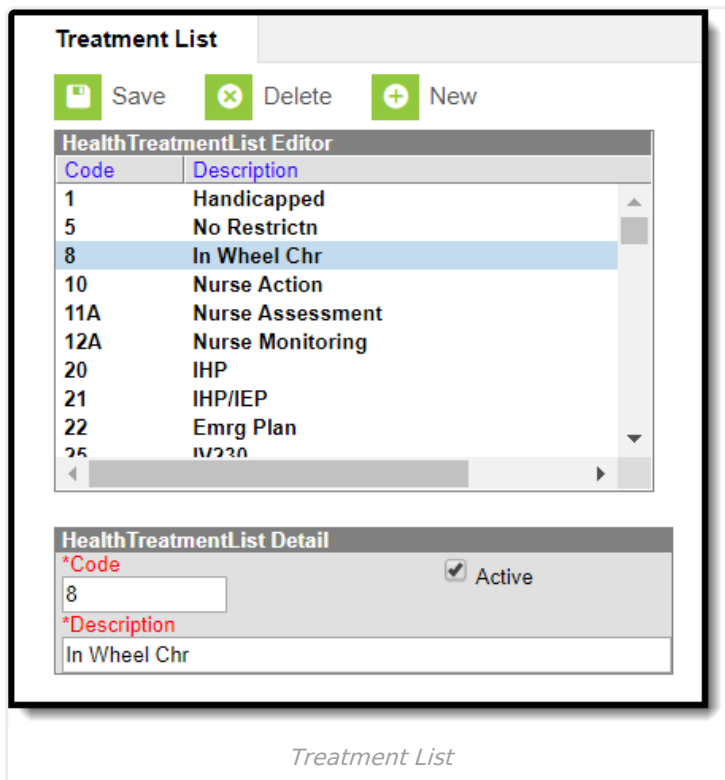 Treatment List
Save Delete New
HealthTreatmentList Editor
Code Description
1 Handicapped
5 No Restrictn
8 In Wheel Chr
10 Nurse Action
11A Nurse Assessment
12A Nurse Monitoring
20 IHP
21 IHP/IEP
22 Emrg Plan
25 IV230
HealthTreatmentList Detail
*Code
Active
8
*Description
In Wheel Chr
Treatment List